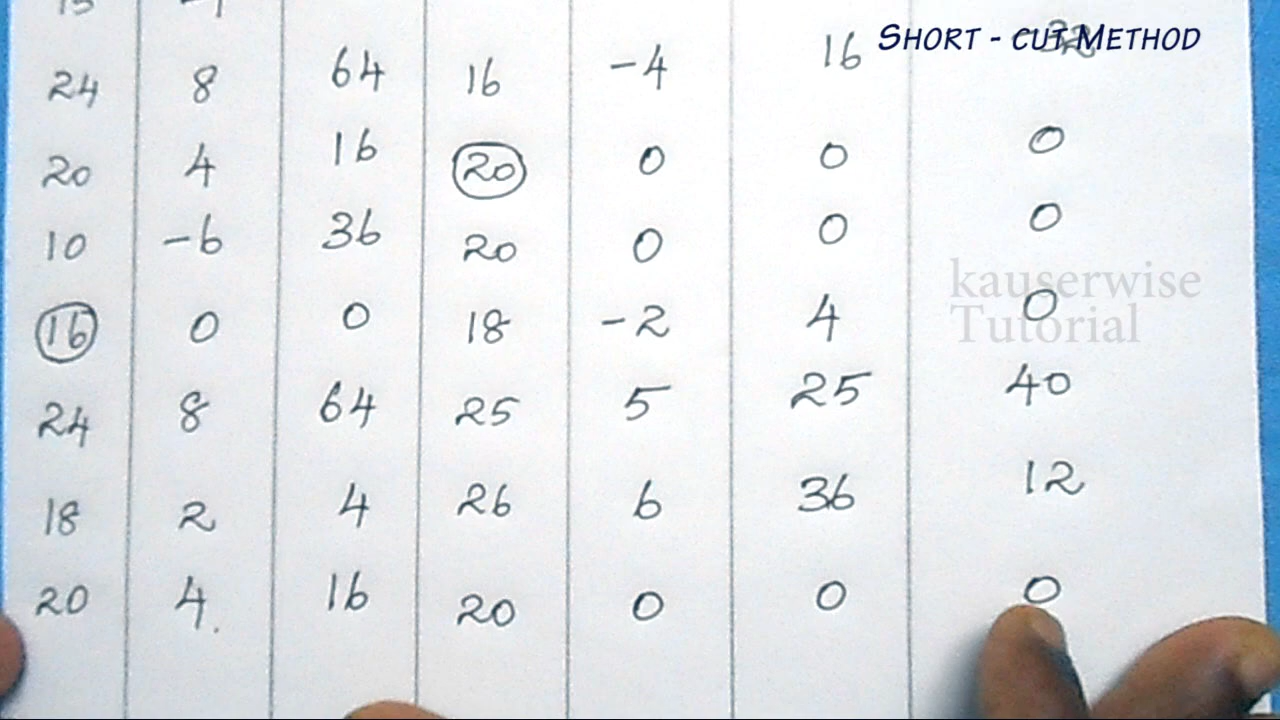 SHORT - CUT METHOD
24 8 64 16 -4 16
20 4 16 20 0 0 0
10 -6 36 20 0 0 0
kauserwise
Tutorial
16 0 0 18 -2 4 0
24 8 64 25 5 25 40
18 2 4 26 6 36 12
20 4. 16 20 0 0 0